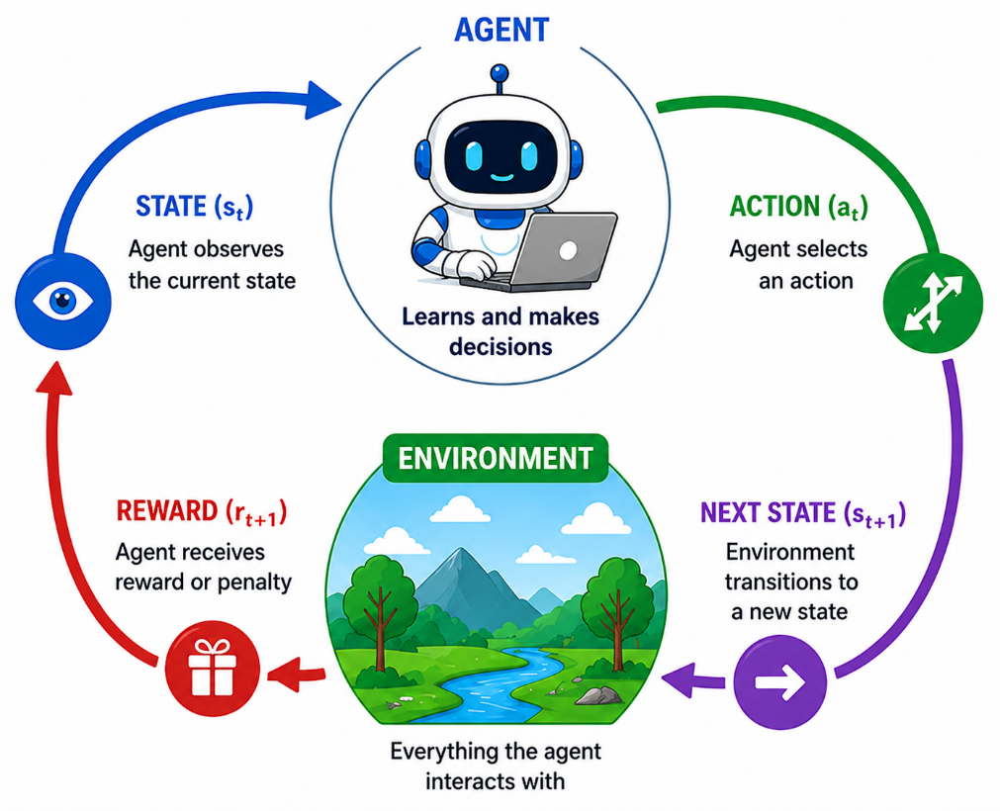 AGENT
STATE (sₜ)
Agent observes
the current state
ACTION (aₜ)
Agent selects
an action
Learns and makes
decisions
ENVIRONMENT
REWARD (rₜ₊₁)
Agent receives
reward or penalty
NEXT STATE (sₜ₊₁)
Environment
transitions to
a new state
Everything the agent
interacts with